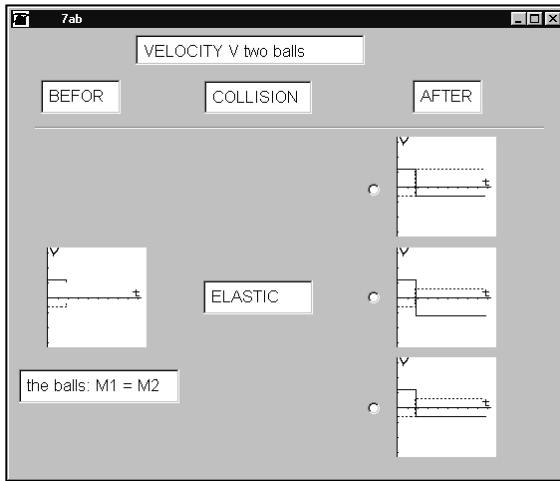 7ab
VELOCITY V two balls
BEFOR
COLLISION
AFTER
V
t
V
t
ELASTIC
V
t
the balls: M1 = M2
V
t